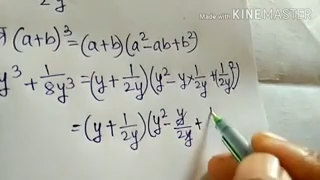 Made with KINEMASTER
2y
(a+b)³ = (a+b)(a²-ab+b²)
y³ + 1/8y³ = (y + 1/2y)(y² - y × 1/2y + (1/2y)²)
= (y + 1/2y)(y² - y/2y +